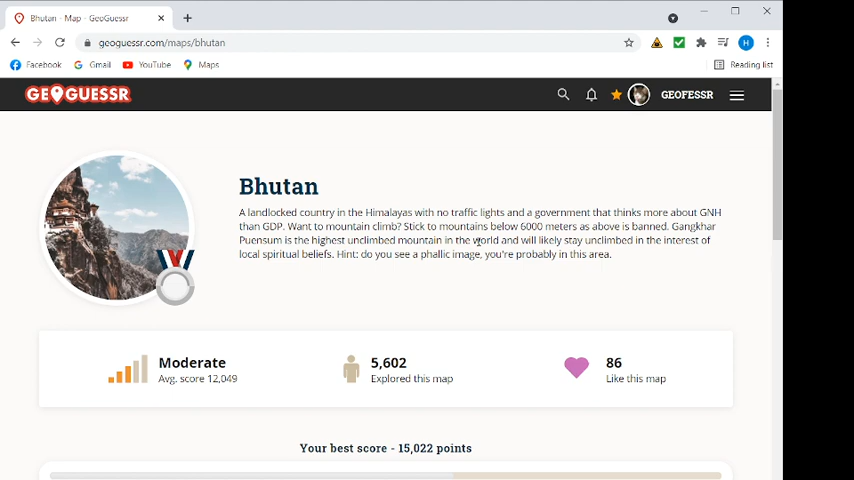 Bhutan - Map - GeoGuessr
geoguessr.com/maps/bhutan
H
Facebook
Gmail
YouTube
Maps
Reading list
GEOGUESSR
GEOFESSR
Bhutan
A landlocked country in the Himalayas with no traffic lights and a government that thinks more about GNH
than GDP. Want to mountain climb? Stick to mountains below 6000 meters as above is banned. Gangkhar
Puensum is the highest unclimbed mountain in the world and will likely stay unclimbed in the interest of
local spiritual beliefs. Hint: do you see a phallic image, you're probably in this area.
Moderate
Avg. score 12,049
5,602
Explored this map
86
Like this map
Your best score - 15,022 points